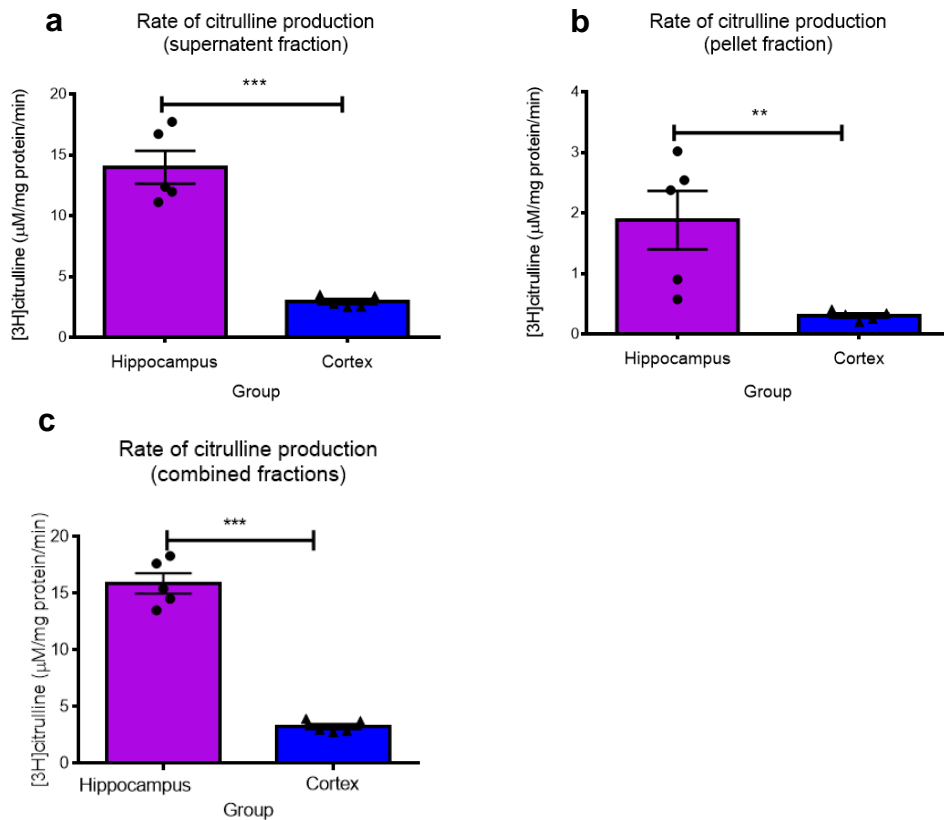 a
Rate of citrulline production
(supernatent fraction)
[3H]citrulline (μM/mg protein/min)
20
15
10
5
0
***
Hippocampus
Cortex
Group
b
Rate of citrulline production
(pellet fraction)
[3H]citrulline (μM/mg protein/min)
4
3
2
1
0
**
Hippocampus
Cortex
Group
c
Rate of citrulline production
(combined fractions)
[3H]citrulline (μM/mg protein/min)
20
15
10
5
0
***
Hippocampus
Cortex
Group